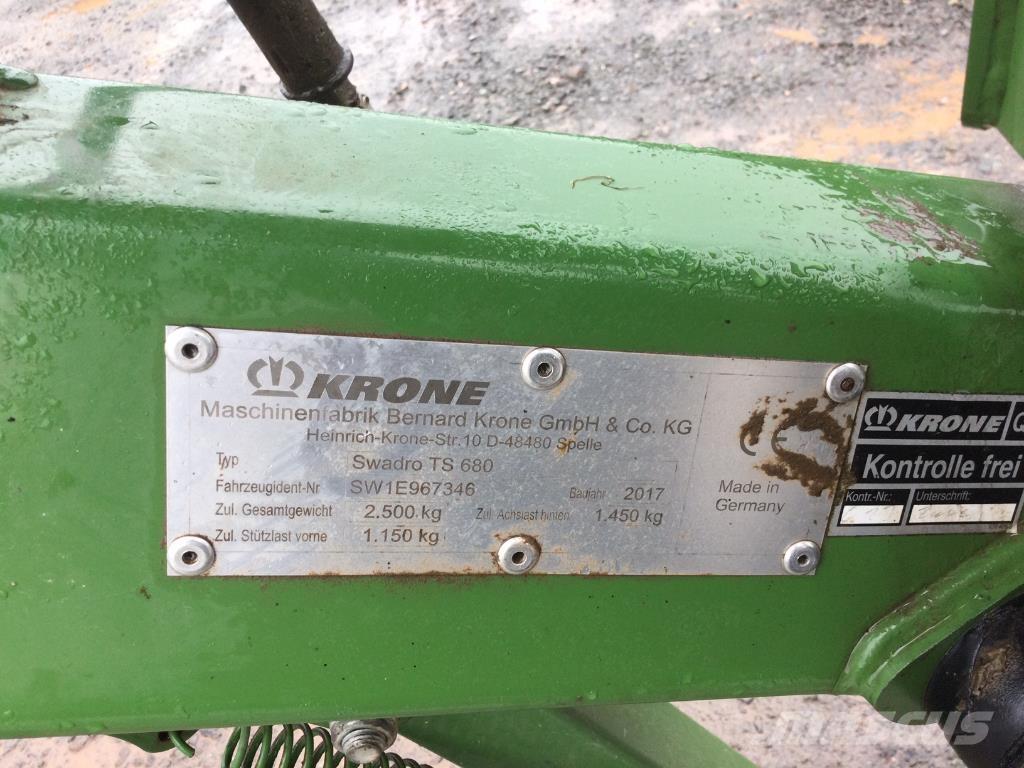 KRONE
Maschinenfabrik Bernard Krone GmbH & Co. KG
Heinrich-Krone-Str.10 D-48480 Spelle
Typ Swadro TS 680
Fahrzeugident-Nr SW1E967346 Baujahr 2017
Zul. Gesamtgewicht 2.500 kg Zul. Achslast hinten 1.450 kg
Zul. Stützlast vorne 1.150 kg
CE
Made in
Germany
KRONE Q
Kontrolle frei
Kontr.-Nr.: Unterschrift:
MASCUS